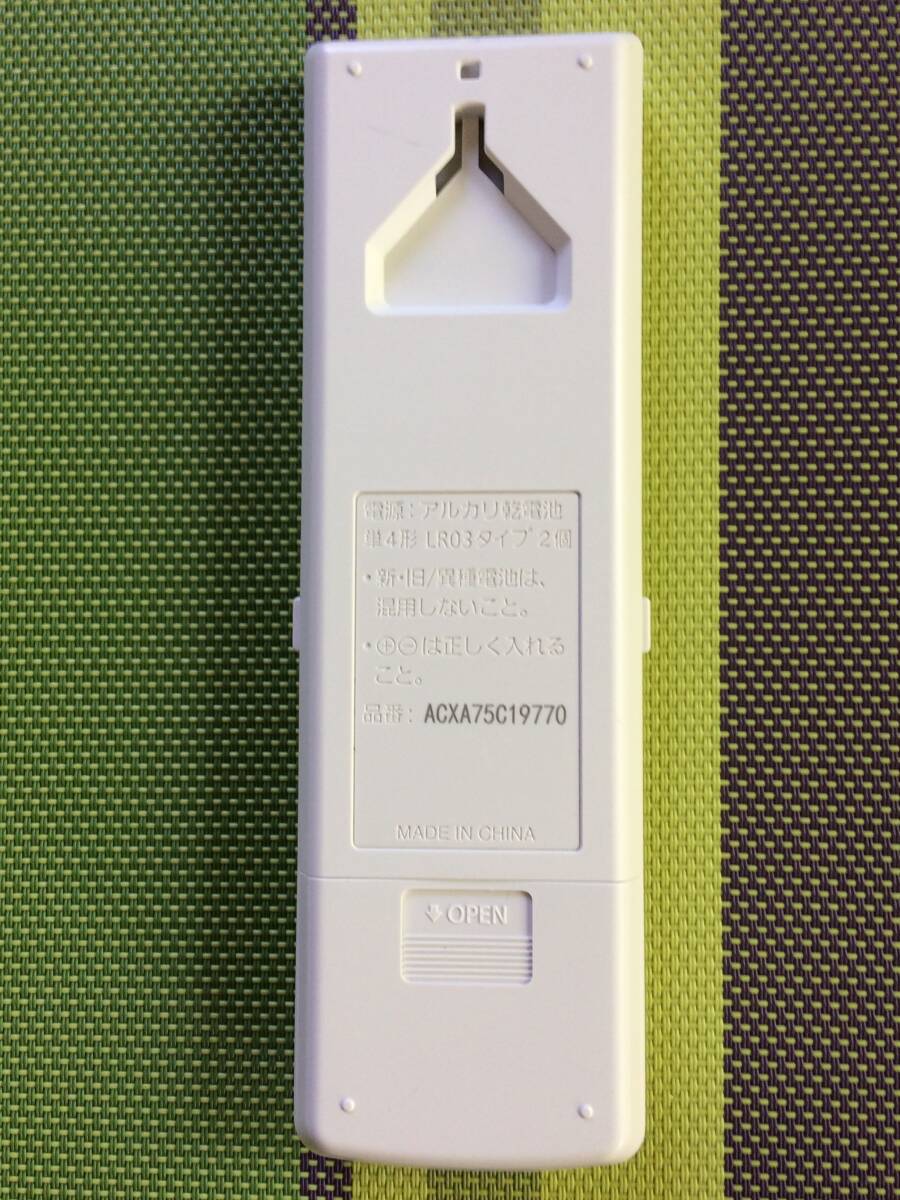 電源：アルカリ乾電池
単4形 LR03タイプ 2個
・新・旧/異種電池は、
混用しないこと。
・⊕⊖は正しく入れる
こと。
品番：ACXA75C19770
MADE IN CHINA
OPEN